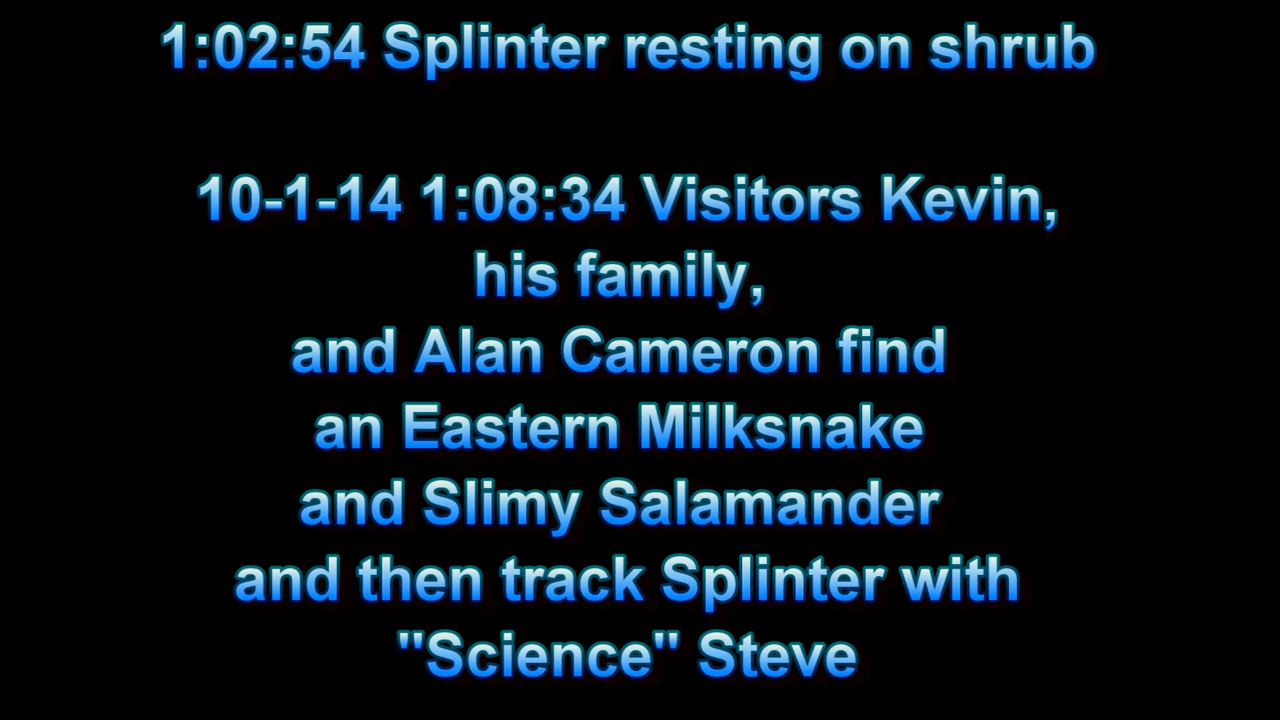 1:02:54 Splinter resting on shrub
10-1-14 1:08:34 Visitors Kevin,
his family,
and Alan Cameron find
an Eastern Milksnake
and Slimy Salamander
and then track Splinter with
"Science" Steve